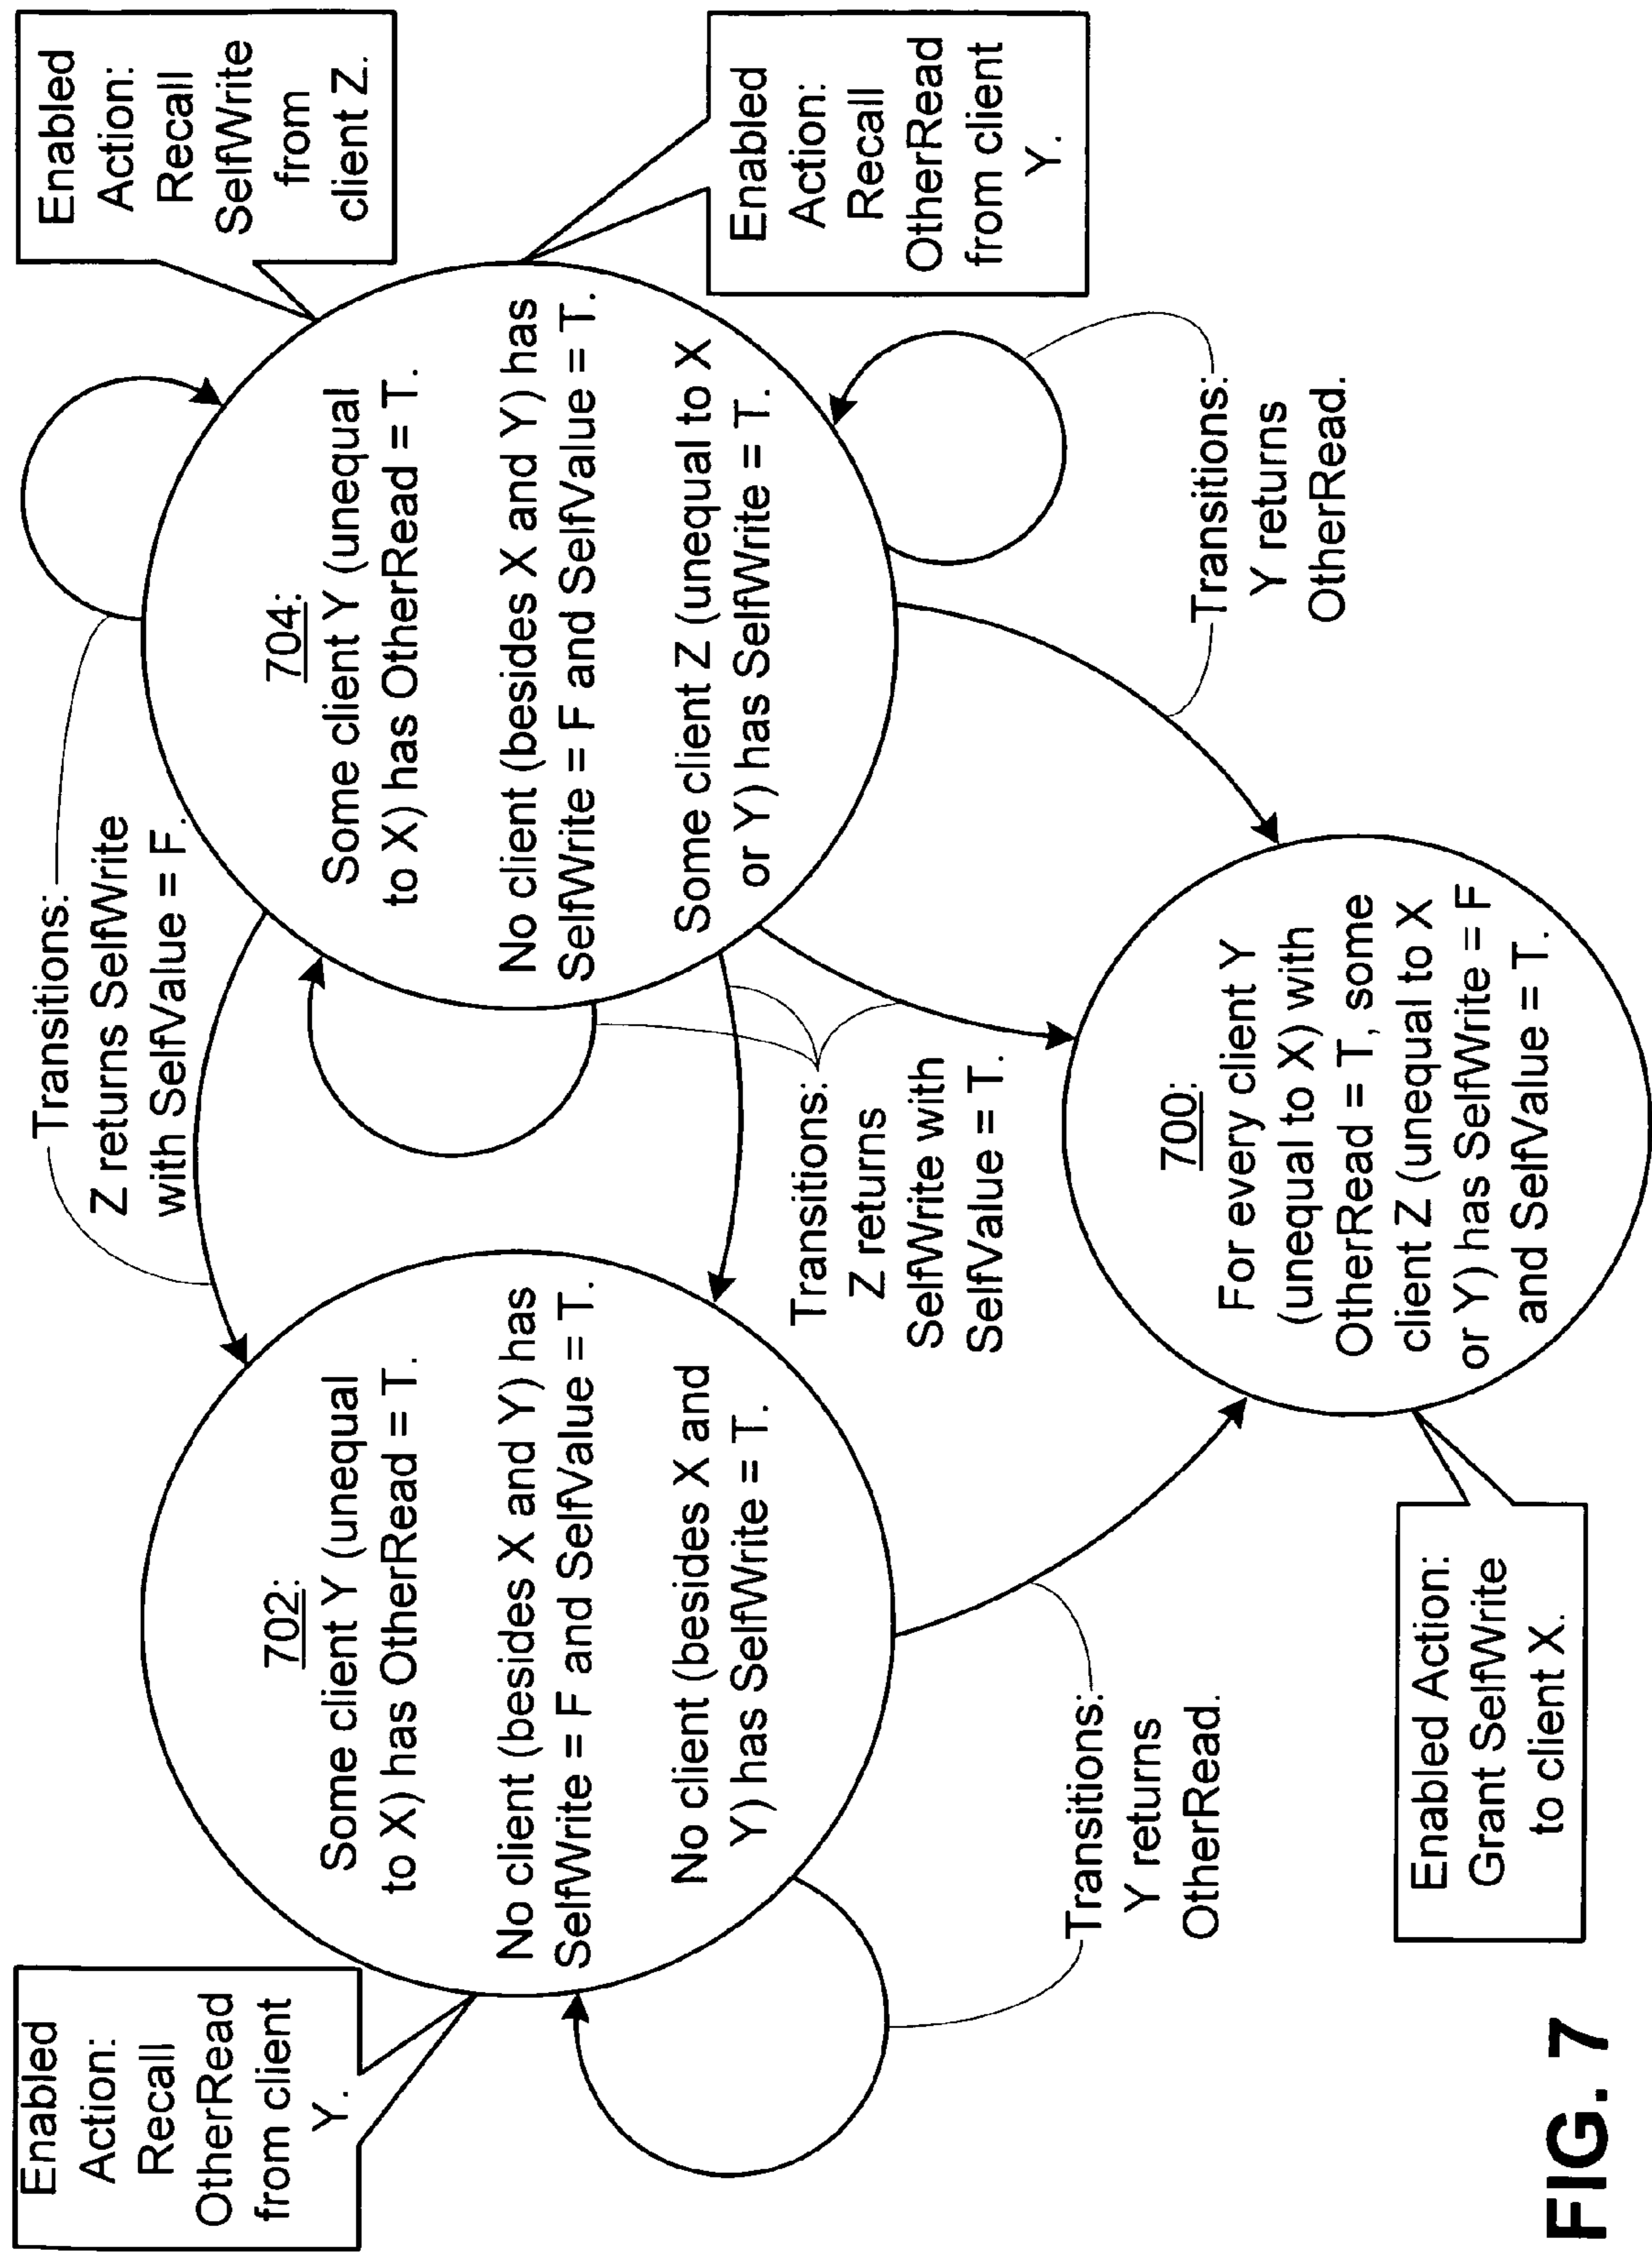 Enabled
Action:
Recall
OtherRead
from client
Y.
702:
Some client Y (unequal
to X) has OtherRead = T.
No client (besides X and Y) has
SelfWrite = F and SelfValue = T.
No client (besides X and
Y) has SelfWrite = T.
Transitions:
Z returns SelfWrite
with SelfValue = F.
Enabled
Action:
Recall
SelfWrite
from
client Z.
704:
Some client Y (unequal
to X) has OtherRead = T.
No client (besides X and Y) has
SelfWrite = F and SelfValue = T.
Some client Z (unequal to X
or Y) has SelfWrite = T.
Enabled
Action:
Recall
OtherRead
from client
Y.
Transitions:
Z returns
SelfWrite with
SelfValue = T.
Transitions:
Y returns
OtherRead.
Transitions:
Y returns
OtherRead.
700:
For every client Y
(unequal to X) with
OtherRead = T, some
client Z (unequal to X
or Y) has SelfWrite = F
and SelfValue = T.
Enabled Action:
Grant SelfWrite
to client X.
FIG. 7